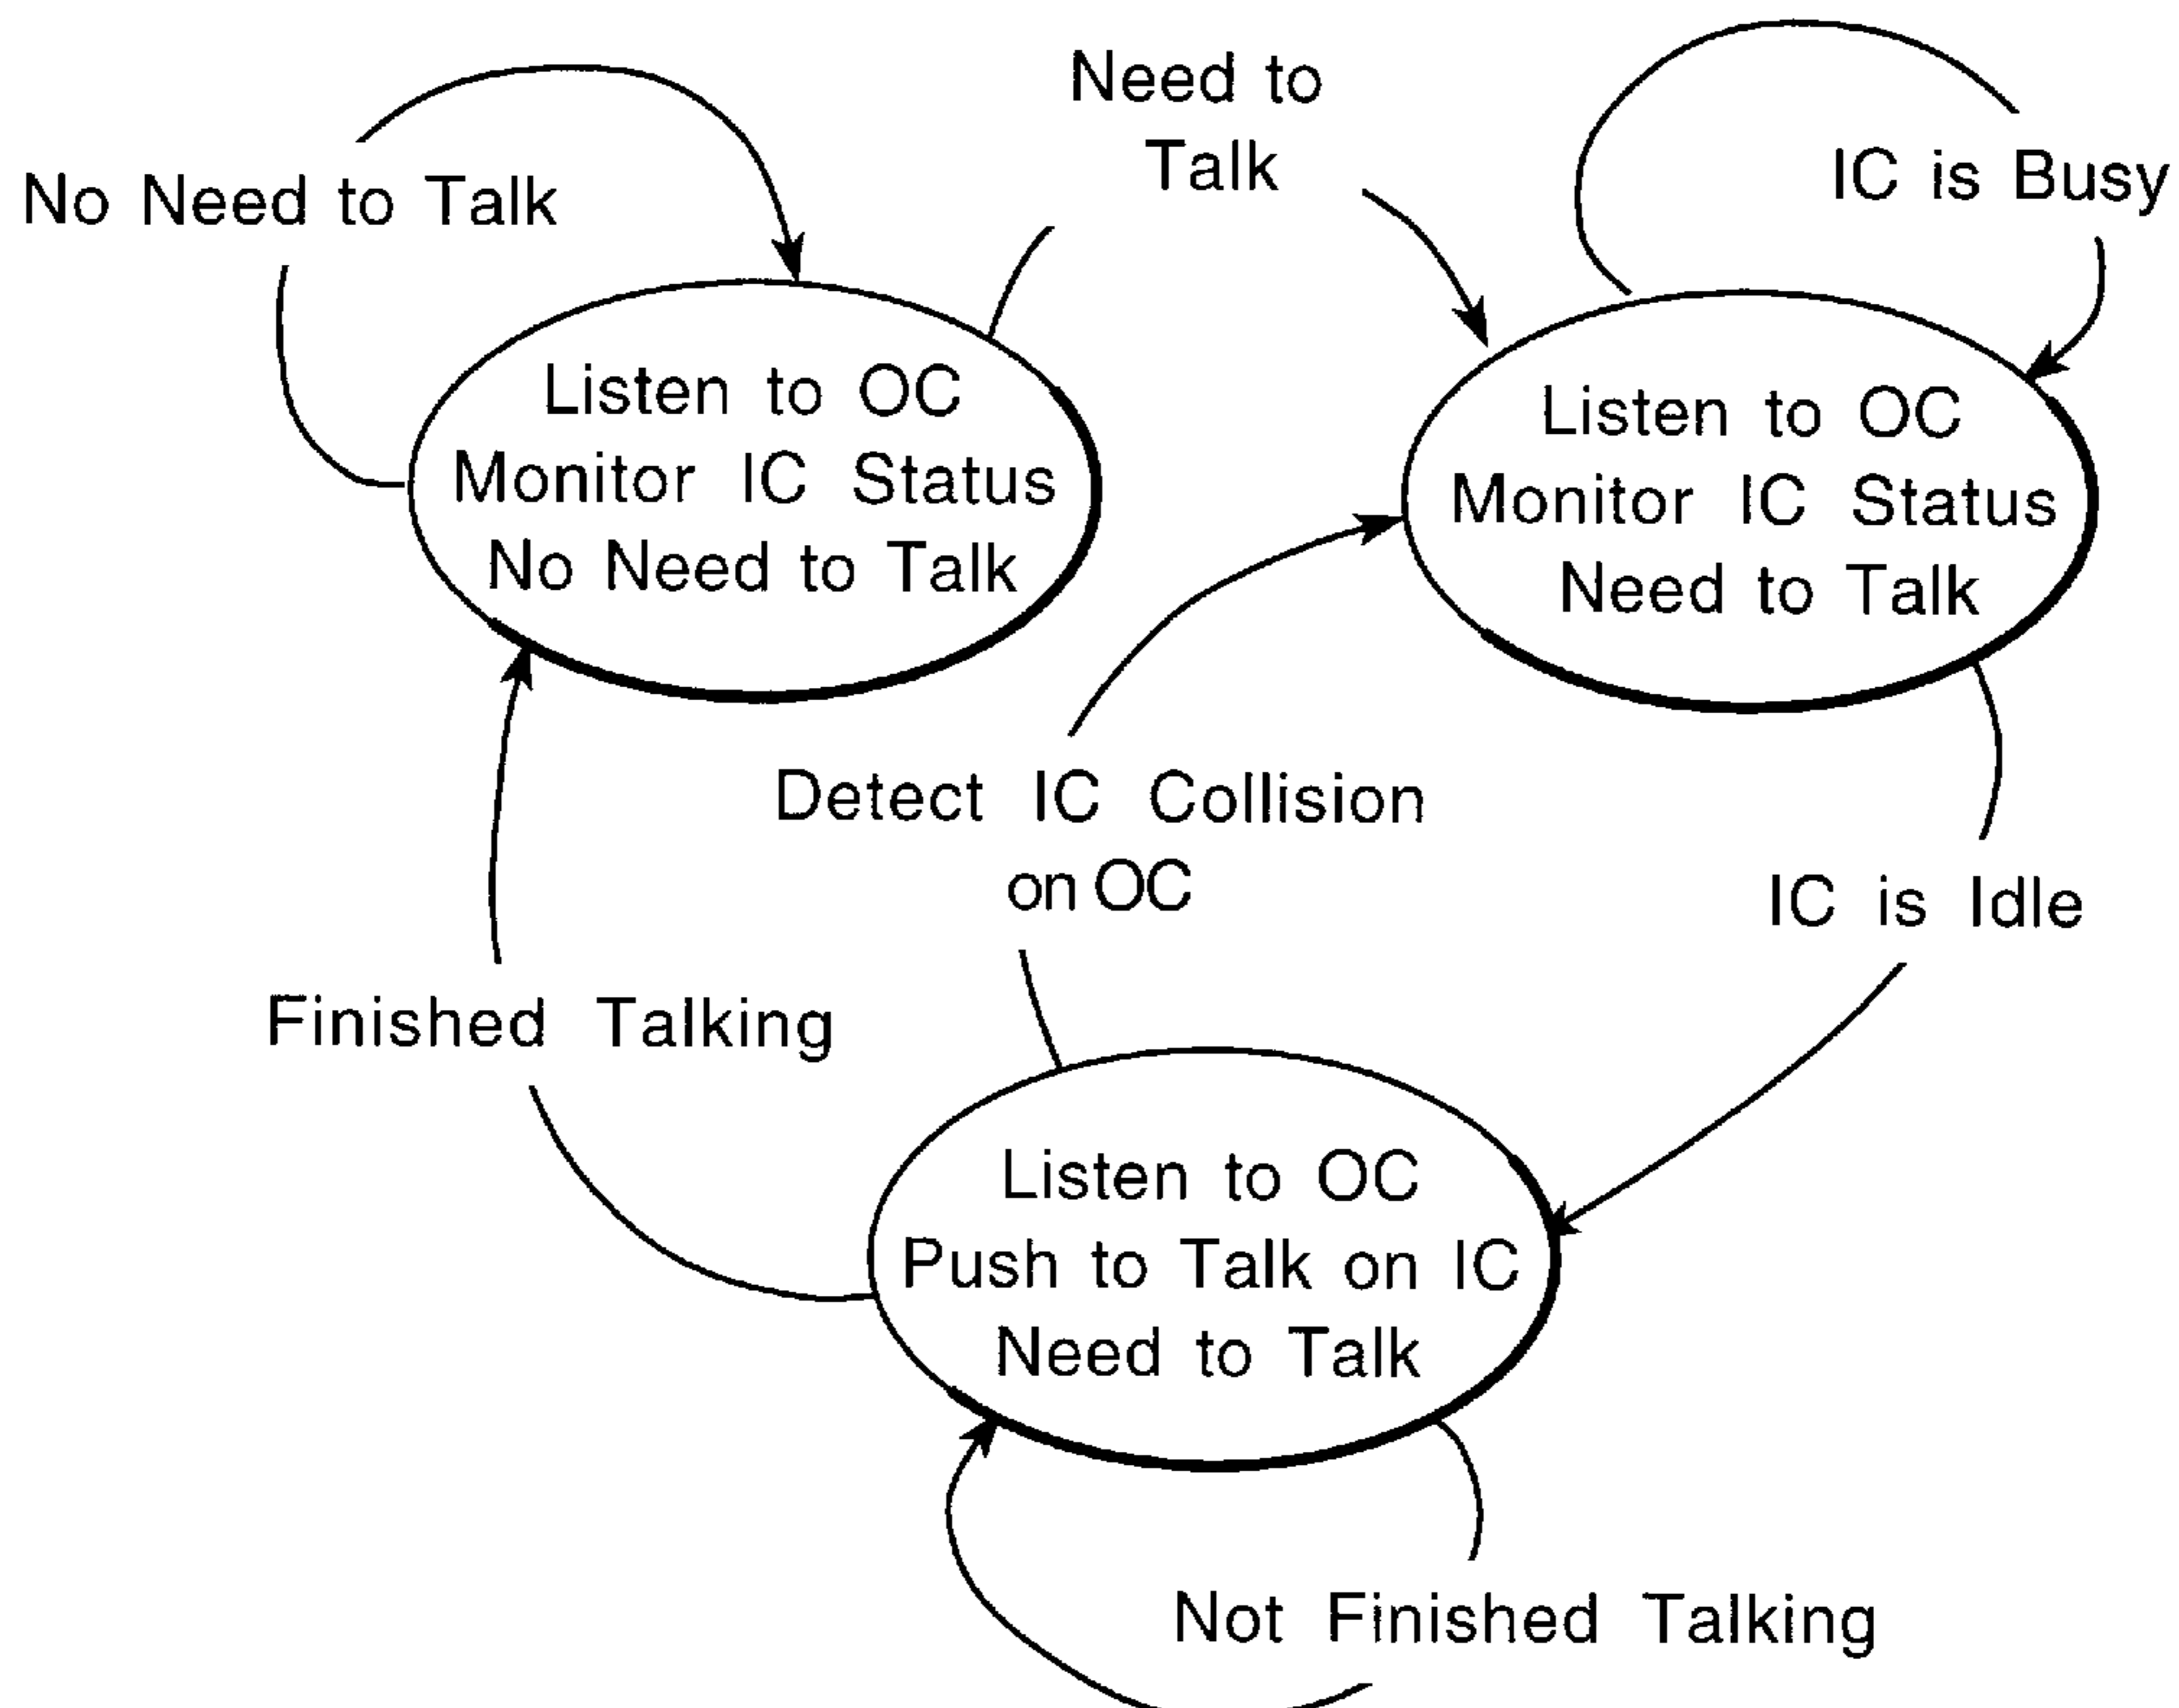 Need to
Talk
IC is Busy
No Need to Talk
Listen to OC
Monitor IC Status
No Need to Talk
Listen to OC
Monitor IC Status
Need to Talk
Detect IC Collision
on OC
IC is Idle
Finished Talking
Listen to OC
Push to Talk on IC
Need to Talk
Not Finished Talking